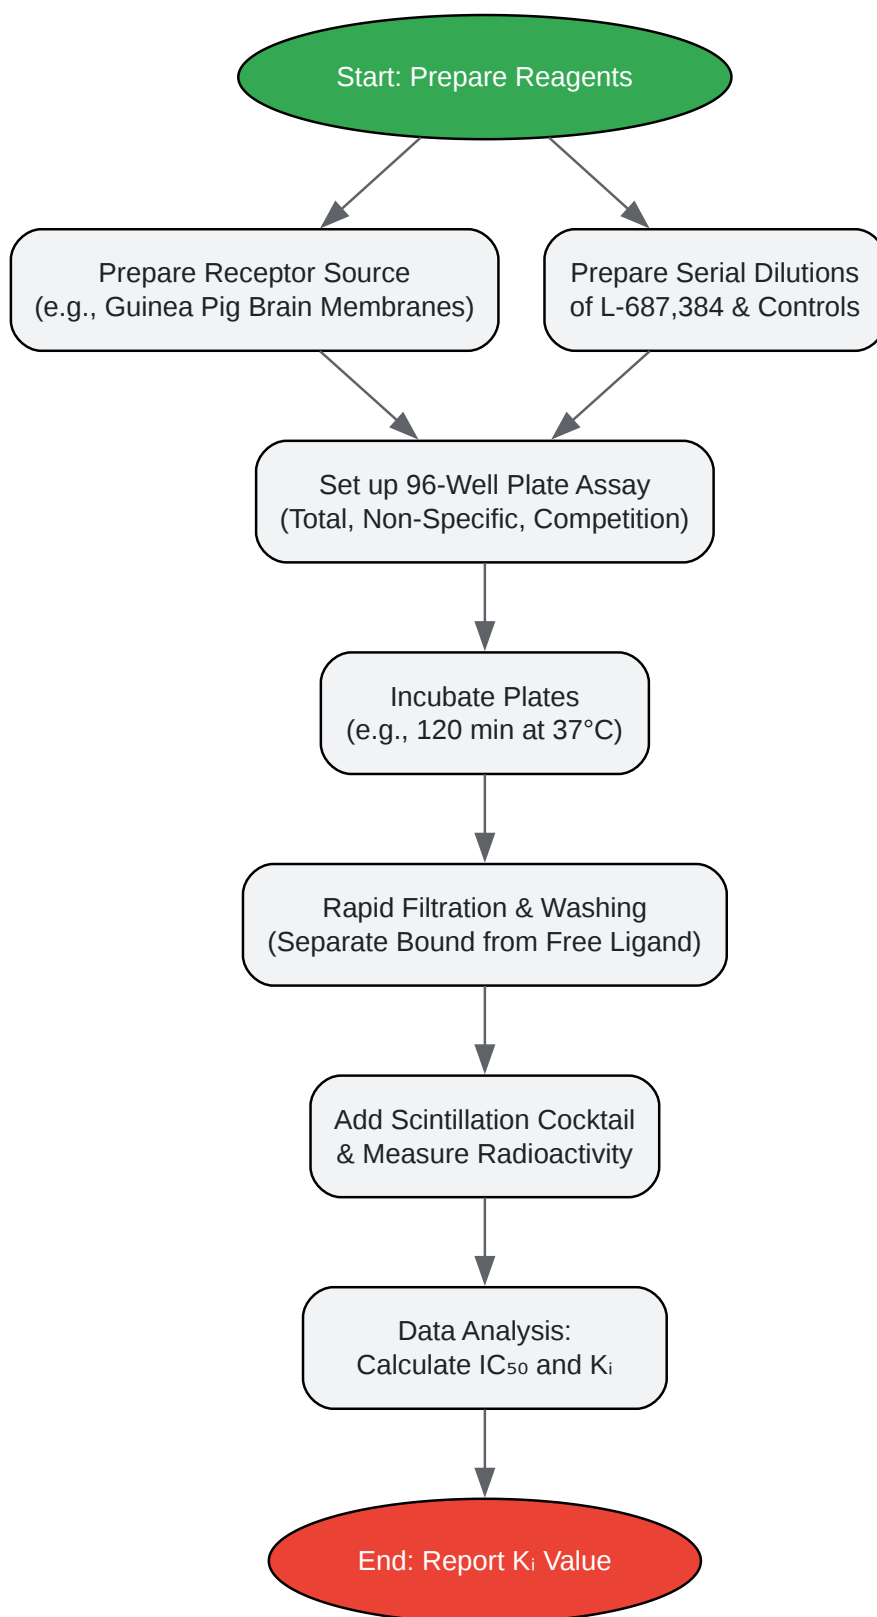 Start: Prepare Reagents
Prepare Receptor Source
(e.g., Guinea Pig Brain Membranes)
Prepare Serial Dilutions
of L-687,384 & Controls
Set up 96-Well Plate Assay
(Total, Non-Specific, Competition)
Incubate Plates
(e.g., 120 min at 37°C)
Rapid Filtration & Washing
(Separate Bound from Free Ligand)
Add Scintillation Cocktail
& Measure Radioactivity
Data Analysis:
Calculate IC₅₀ and Kᵢ
End: Report Kᵢ Value